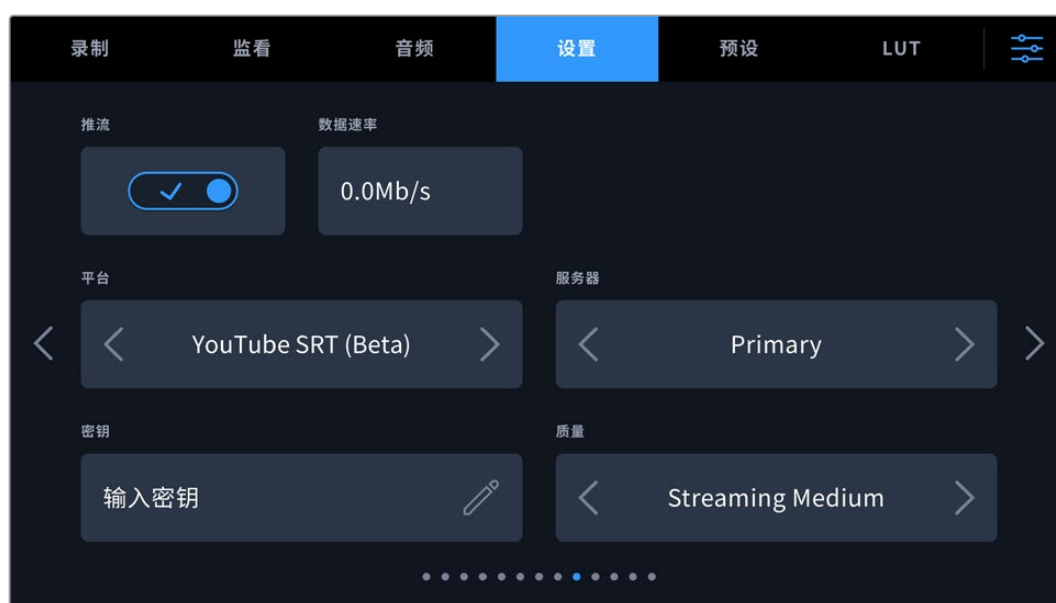 录制 监看 音频 设置 预设 LUT
推流 数据速率
0.0Mb/s
平台 服务器
YouTube SRT (Beta) Primary
密钥 质量
输入密钥 Streaming Medium